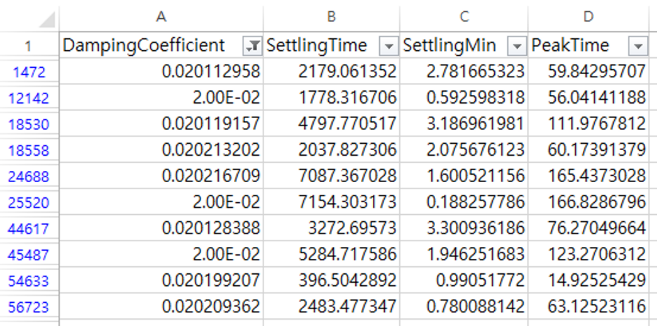 A B C D
1 DampingCoefficient SettlingTime SettlingMin PeakTime
1472 0.020112958 2179.061352 2.781665323 59.84295707
12142 2.00E-02 1778.316706 0.592598318 56.04141188
18530 0.020119157 4797.770517 3.186961981 111.9767812
18558 0.020213202 2037.827306 2.075676123 60.17391379
24688 0.020216709 7087.367028 1.600521156 165.4373028
25520 2.00E-02 7154.303173 0.188257786 166.8286796
44617 0.020128388 3272.69573 3.300936186 76.27049664
45487 2.00E-02 5284.717586 1.946251683 123.2706312
54633 0.020199207 396.5042892 0.99051772 14.92525429
56723 0.020209362 2483.477347 0.780088142 63.12523116